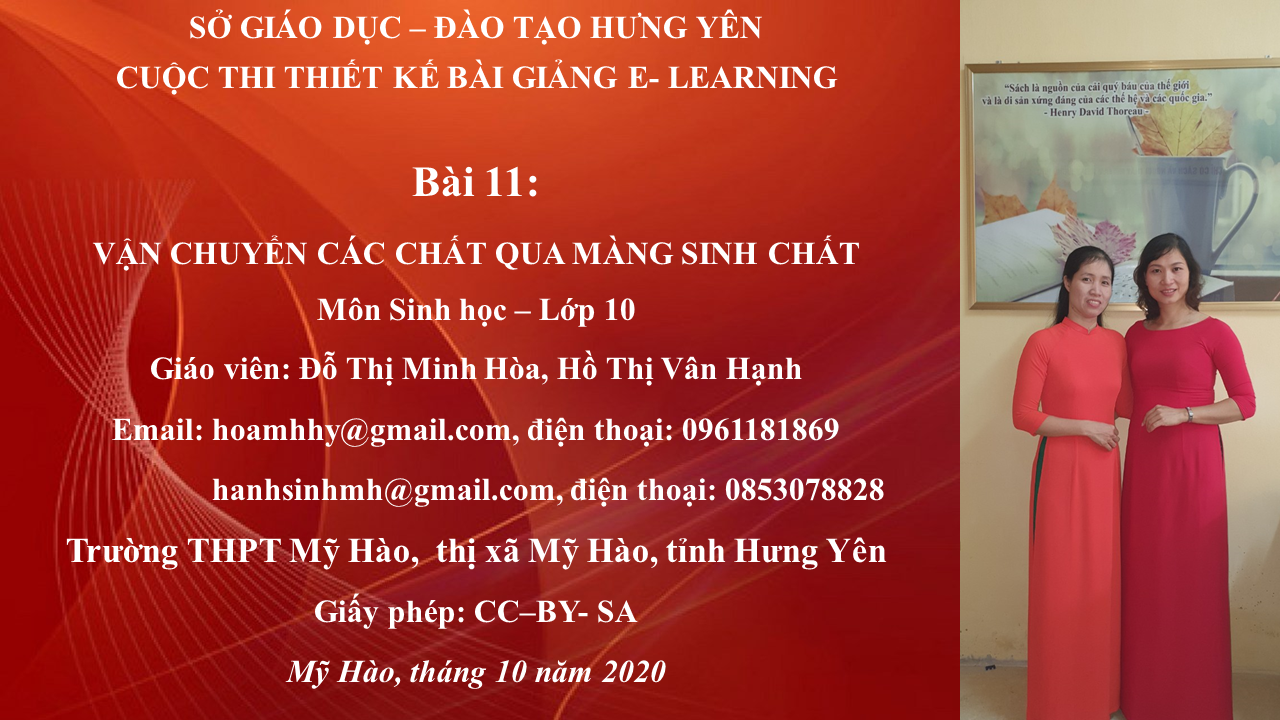 SỞ GIÁO DỤC – ĐÀO TẠO HƯNG YÊN
CUỘC THI THIẾT KẾ BÀI GIẢNG E- LEARNING
Bài 11:
VẬN CHUYỂN CÁC CHẤT QUA MÀNG SINH CHẤT
Môn Sinh học – Lớp 10
Giáo viên: Đỗ Thị Minh Hòa, Hồ Thị Vân Hạnh
Email: hoamhhy@gmail.com, điện thoại: 0961181869
hanhsinhmh@gmail.com, điện thoại: 0853078828
Trường THPT Mỹ Hào,  thị xã Mỹ Hào, tỉnh Hưng Yên
Giấy phép: CC–BY- SA
Mỹ Hào, tháng 10 năm 2020
“Sách là nguồn của cải quý báu của thế giới
và là di sản xứng đáng của các thế hệ và các quốc gia.”
- Henry David Thoreau -